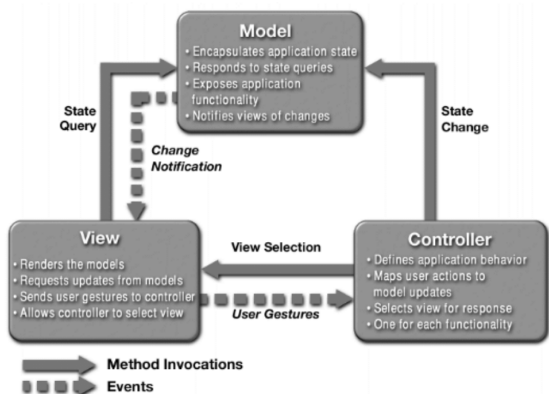 Model
• Encapsulates application state
• Responds to state queries
• Exposes application
functionality
• Notifies views of changes
State
Query
State
Change
Change
Notification
View
• Renders the models
• Requests updates from models
• Sends user gestures to controller
• Allows controller to select view
View Selection
User Gestures
Controller
• Defines application behavior
• Maps user actions to
model updates
• Selects view for response
• One for each functionality
Method Invocations
Events